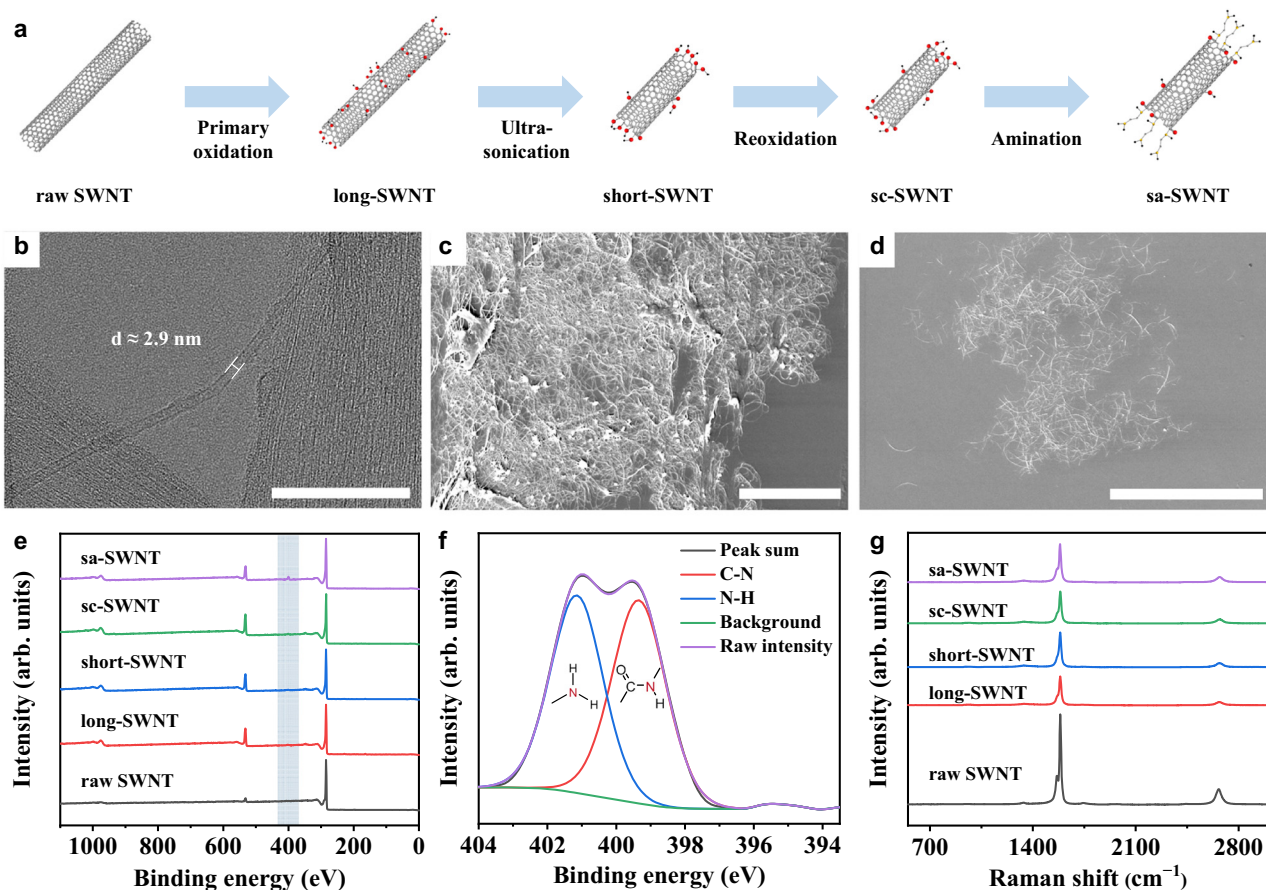 a
Primary
oxidation
Ultra-
sonication
Reoxidation
Amination
raw SWNT
long-SWNT
short-SWNT
sc-SWNT
sa-SWNT
b
d ≈ 2.9 nm
c
d
e
sa-SWNT
sc-SWNT
short-SWNT
long-SWNT
raw SWNT
Intensity (arb. units)
1000 800 600 400 200 0
Binding energy (eV)
f
Peak sum
C-N
N-H
Background
Raw intensity
H
N
H
O
C
N
H
Intensity (arb. units)
404 402 400 398 396 394
Binding energy (eV)
g
sa-SWNT
sc-SWNT
short-SWNT
long-SWNT
raw SWNT
Intensity (arb. units)
700 1400 2100 2800
Raman shift (cm⁻¹)